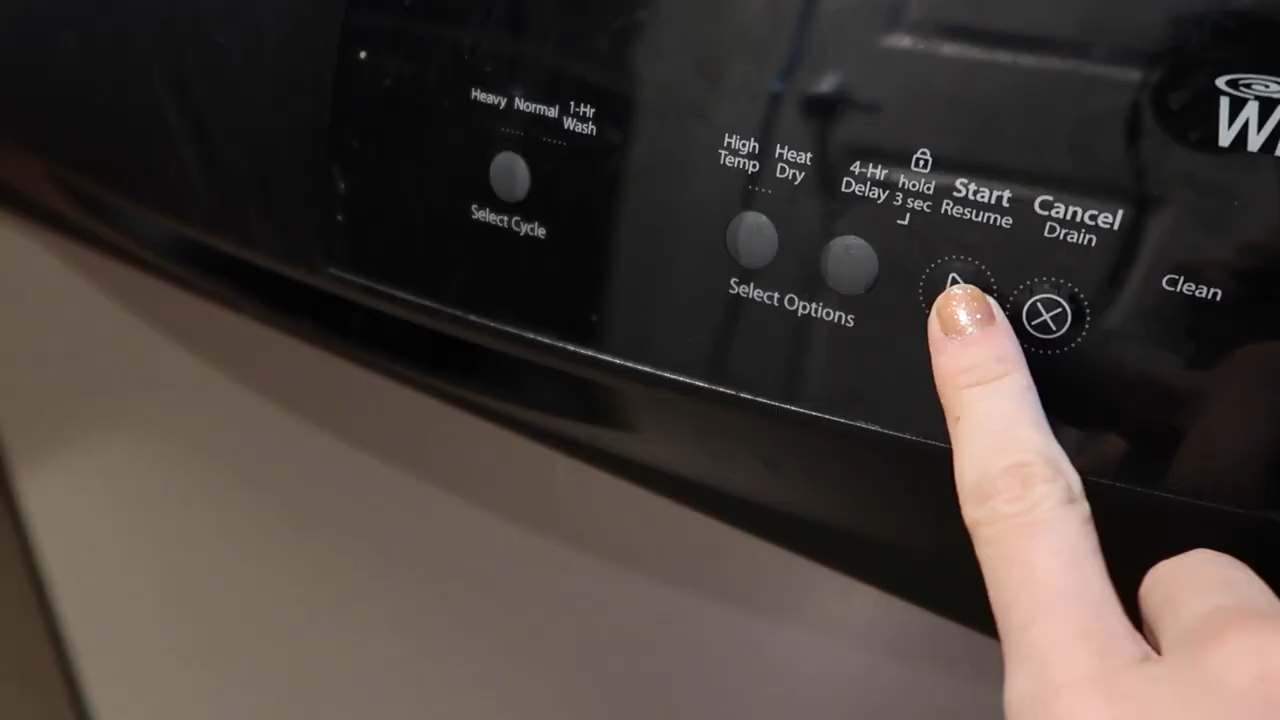 Heavy Normal 1-Hr
Wash
Select Cycle
High
Temp
Heat
Dry
Select Options
4-Hr
Delay
hold
3 sec
Start
Resume
Cancel
Drain
Clean